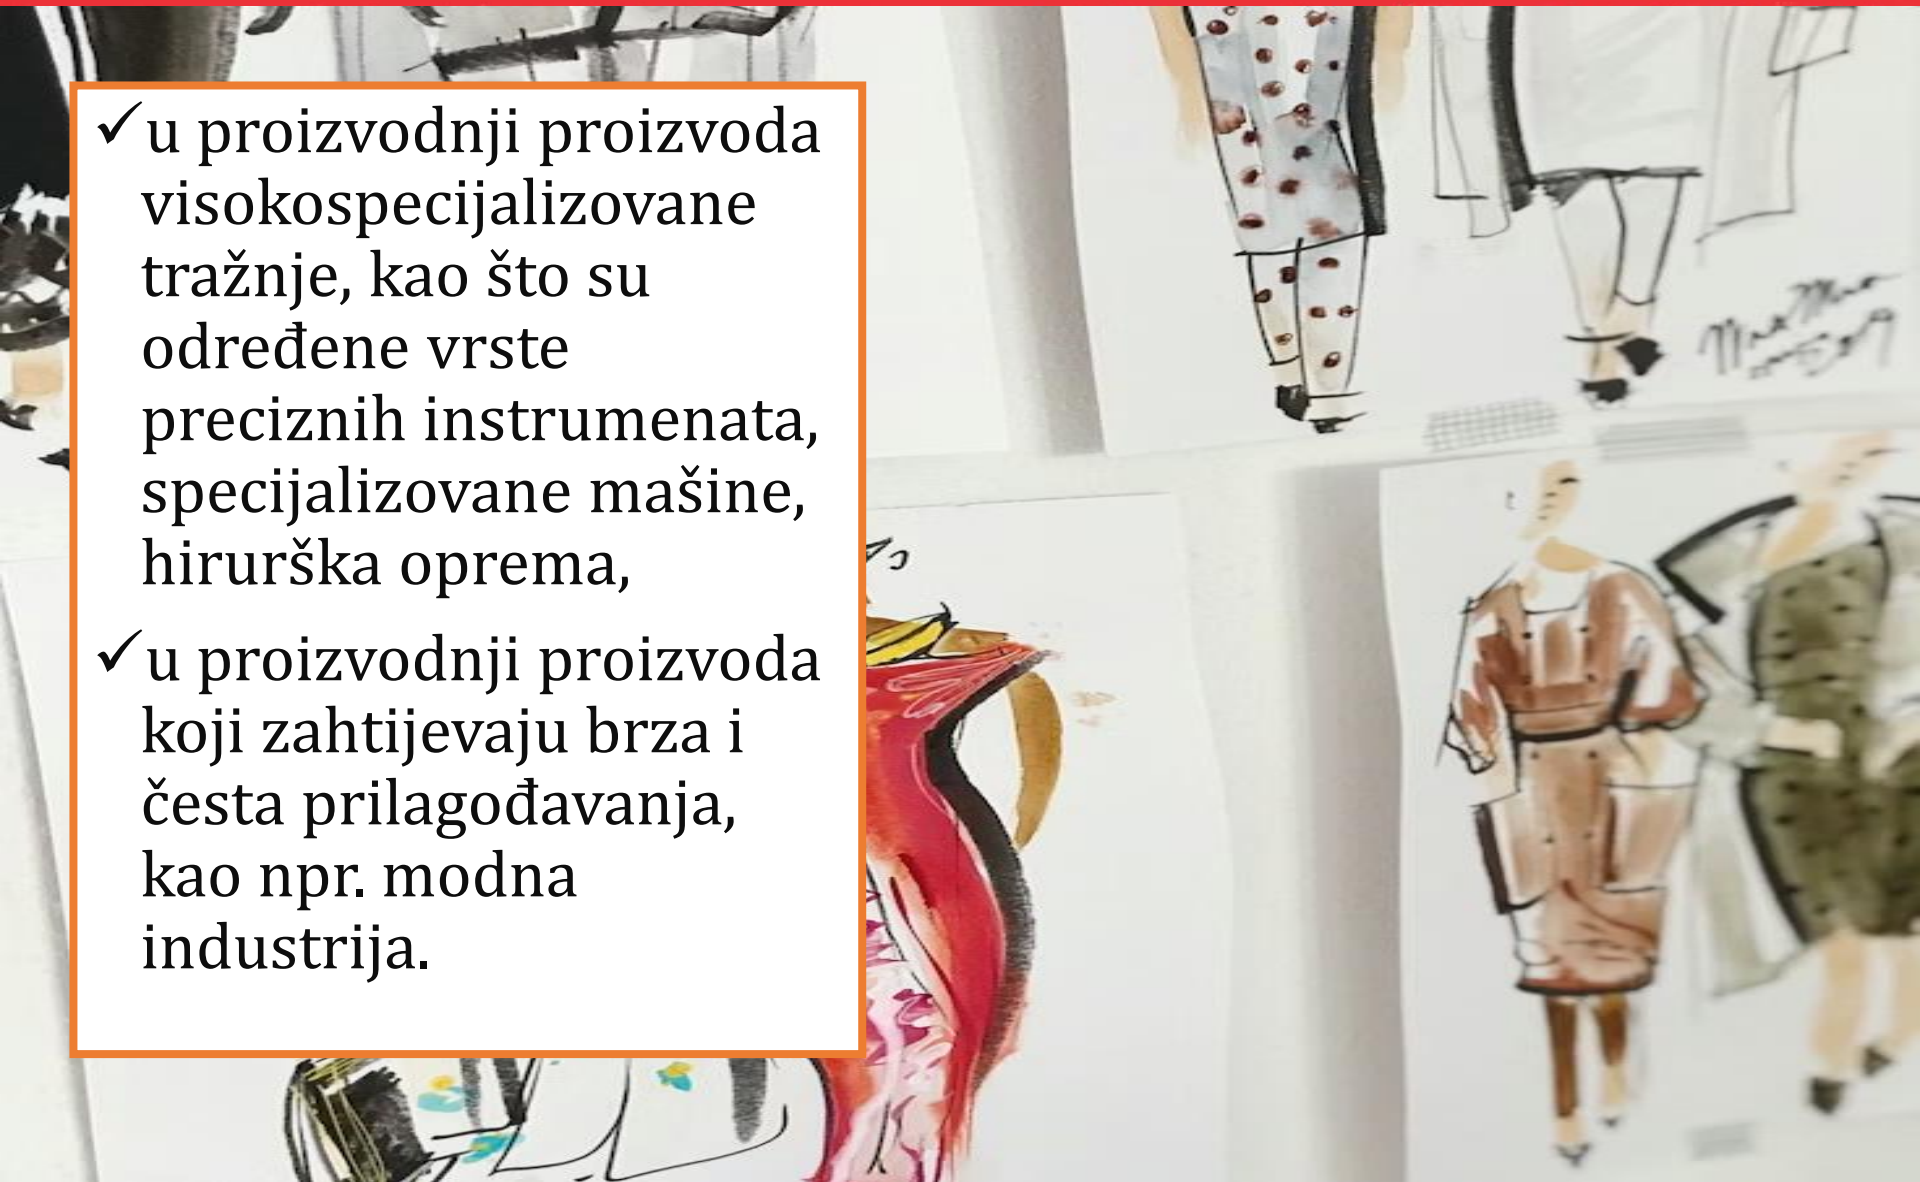 ✓u proizvodnji proizvoda
visokospecijalizovane
tražnje, kao što su
određene vrste
preciznih instrumenata,
specijalizovane mašine,
hirurška oprema,
✓u proizvodnji proizvoda
koji zahtijevaju brza i
česta prilagođavanja,
kao npr. modna
industrija.